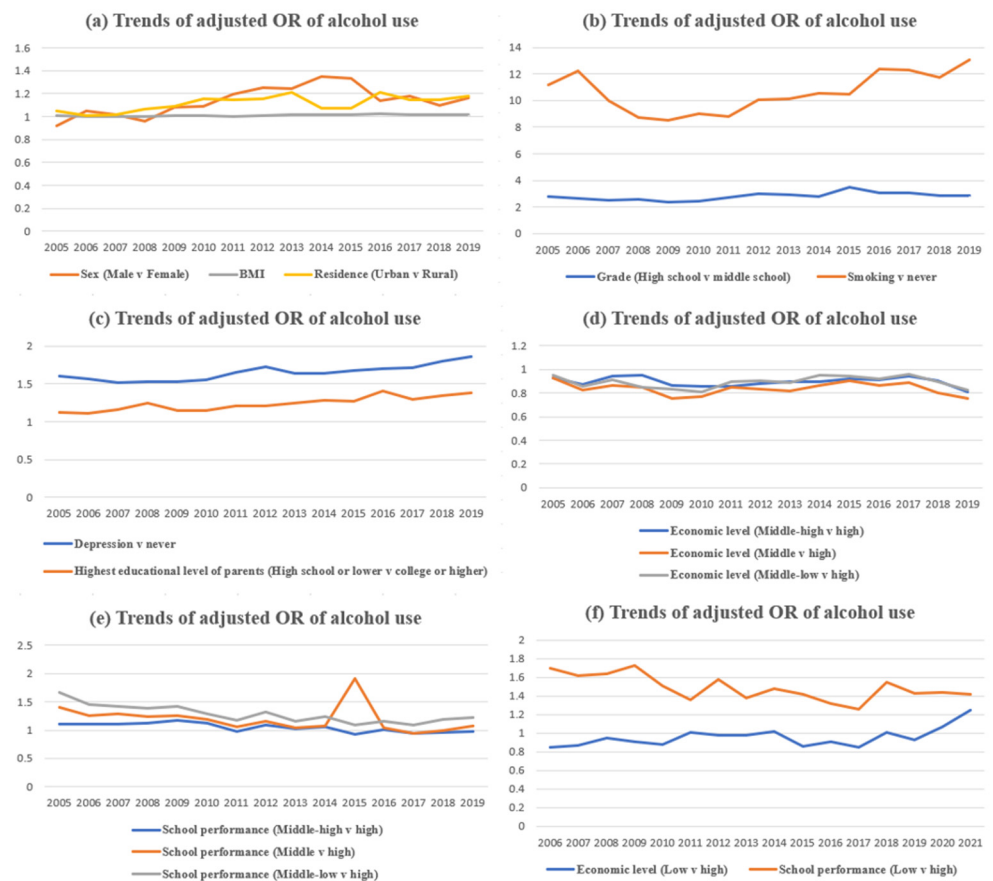 (a) Trends of adjusted OR of alcohol use
1.6
1.4
1.2
1
0.8
0.6
0.4
0.2
0
2005 2006 2007 2008 2009 2010 2011 2012 2013 2014 2015 2016 2017 2018 2019
Sex (Male v Female) BMI Residence (Urban v Rural)
(b) Trends of adjusted OR of alcohol use
14
12
10
8
6
4
2
0
2005 2006 2007 2008 2009 2010 2011 2012 2013 2014 2015 2016 2017 2018 2019
Grade (High school v middle school) Smoking v never
(c) Trends of adjusted OR of alcohol use
2
1.5
1
0.5
0
2005 2006 2007 2008 2009 2010 2011 2012 2013 2014 2015 2016 2017 2018 2019
Depression v never
Highest educational level of parents (High school or lower v college or higher)
(d) Trends of adjusted OR of alcohol use
1.2
1
0.8
0.6
0.4
0.2
0
2005 2006 2007 2008 2009 2010 2011 2012 2013 2014 2015 2016 2017 2018 2019
Economic level (Middle-high v high)
Economic level (Middle v high)
Economic level (Middle-low v high)
(e) Trends of adjusted OR of alcohol use
2.5
2
1.5
1
0.5
0
2005 2006 2007 2008 2009 2010 2011 2012 2013 2014 2015 2016 2017 2018 2019
School performance (Middle-high v high)
School performance (Middle v high)
School performance (Middle-low v high)
(f) Trends of adjusted OR of alcohol use
2
1.8
1.6
1.4
1.2
1
0.8
0.6
0.4
0.2
0
2006 2007 2008 2009 2010 2011 2012 2013 2014 2015 2016 2017 2018 2019 2020 2021
Economic level (Low v high) School performance (Low v high)